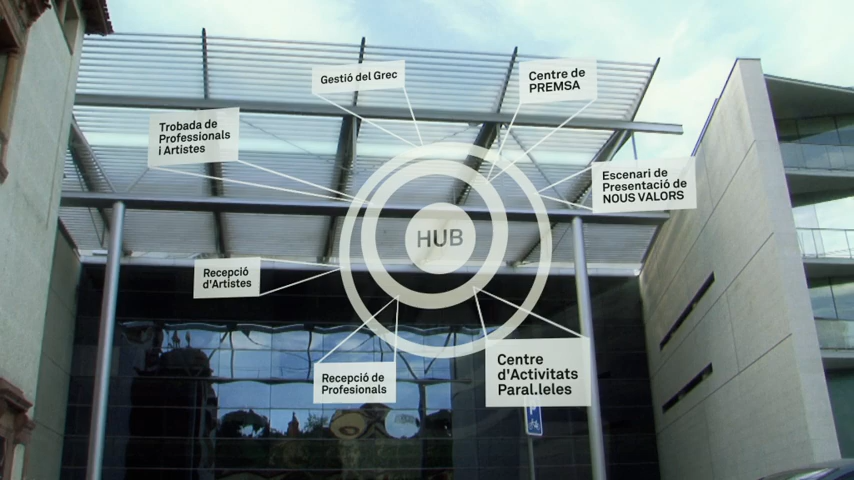 Gestió del Grec
Centre de
PREMSA
Trobada de
Professionals
i Artistes
Escenari de
Presentació de
NOUS VALORS
HUB
Recepció
d'Artistes
Recepció de
Profesionals
Centre
d'Activitats
Paral.leles